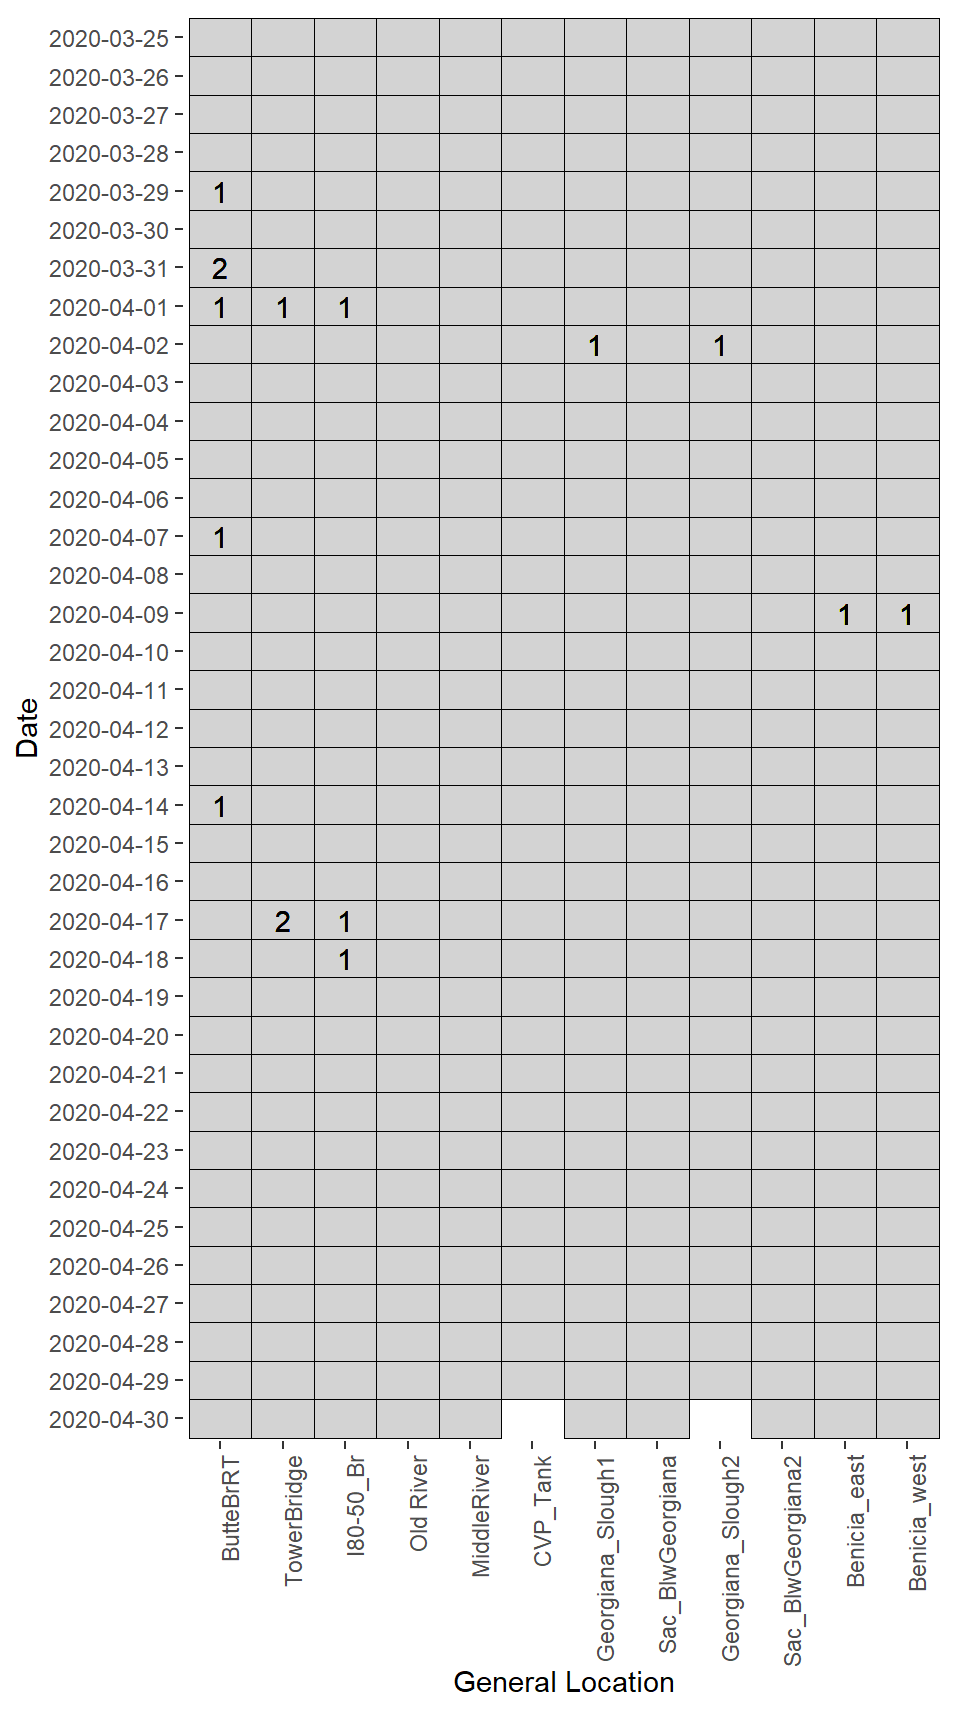 2020-03-25
2020-03-26
2020-03-27
2020-03-28
2020-03-29 1
2020-03-30
2020-03-31 2
2020-04-01 1 1 1
2020-04-02 1 1
2020-04-03
2020-04-04
2020-04-05
2020-04-06
2020-04-07 1
2020-04-08
2020-04-09 1 1
2020-04-10
2020-04-11
2020-04-12
2020-04-13
2020-04-14 1
2020-04-15
2020-04-16
2020-04-17 2 1
2020-04-18 1
2020-04-19
2020-04-20
2020-04-21
2020-04-22
2020-04-23
2020-04-24
2020-04-25
2020-04-26
2020-04-27
2020-04-28
2020-04-29
2020-04-30
Date
ButteBrRT
TowerBridge
I80-50_Br
Old River
MiddleRiver
CVP_Tank
Georgiana_Slough1
Sac_BlwGeorgiana
Georgiana_Slough2
Sac_BlwGeorgiana2
Benicia_east
Benicia_west
General Location